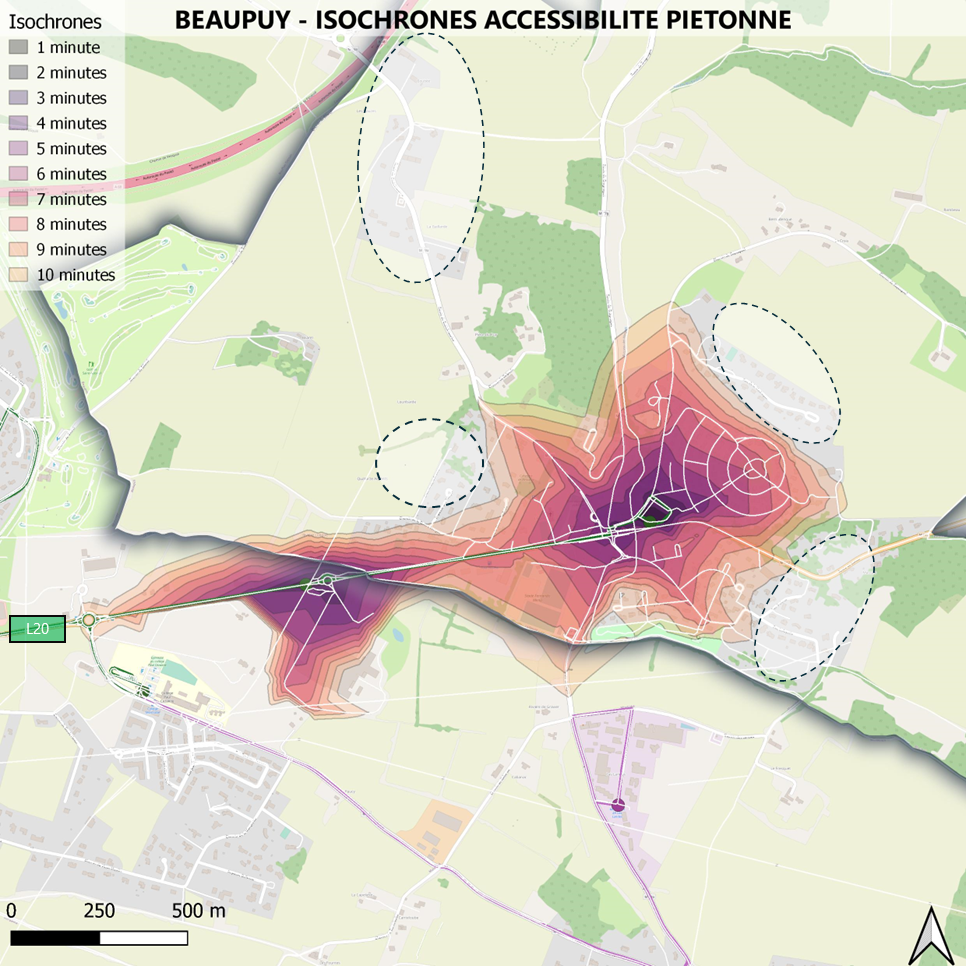 BEAUPUY - ISOCHRONES ACCESSIBILITE PIETONNE
Isochrones
1 minute
2 minutes
3 minutes
4 minutes
5 minutes
6 minutes
7 minutes
8 minutes
9 minutes
10 minutes
L20
0 250 500 m